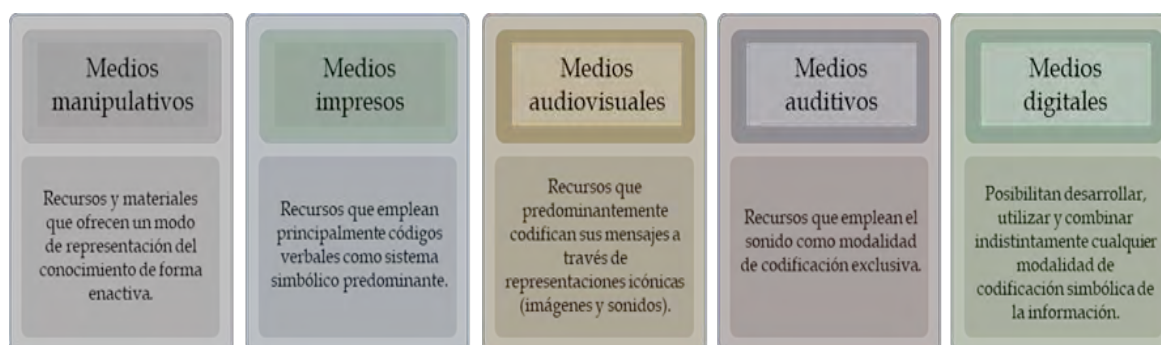 Medios
manipulativos
Recursos y materiales
que ofrecen un modo
de representación del
conocimiento de forma
enactiva.
Medios
impresos
Recursos que emplean
principalmente códigos
verbales como sistema
simbólico predominante.
Medios
audiovisuales
Recursos que
predominantemente
codifican sus mensajes a
través de
representaciones icónicas
(imágenes y sonidos).
Medios
auditivos
Recursos que emplean el
sonido como modalidad
de codificación exclusiva.
Medios
digitales
Posibilitan desarrollar,
utilizar y combinar
indistintamente cualquier
modalidad de
codificación simbólica de
la información.